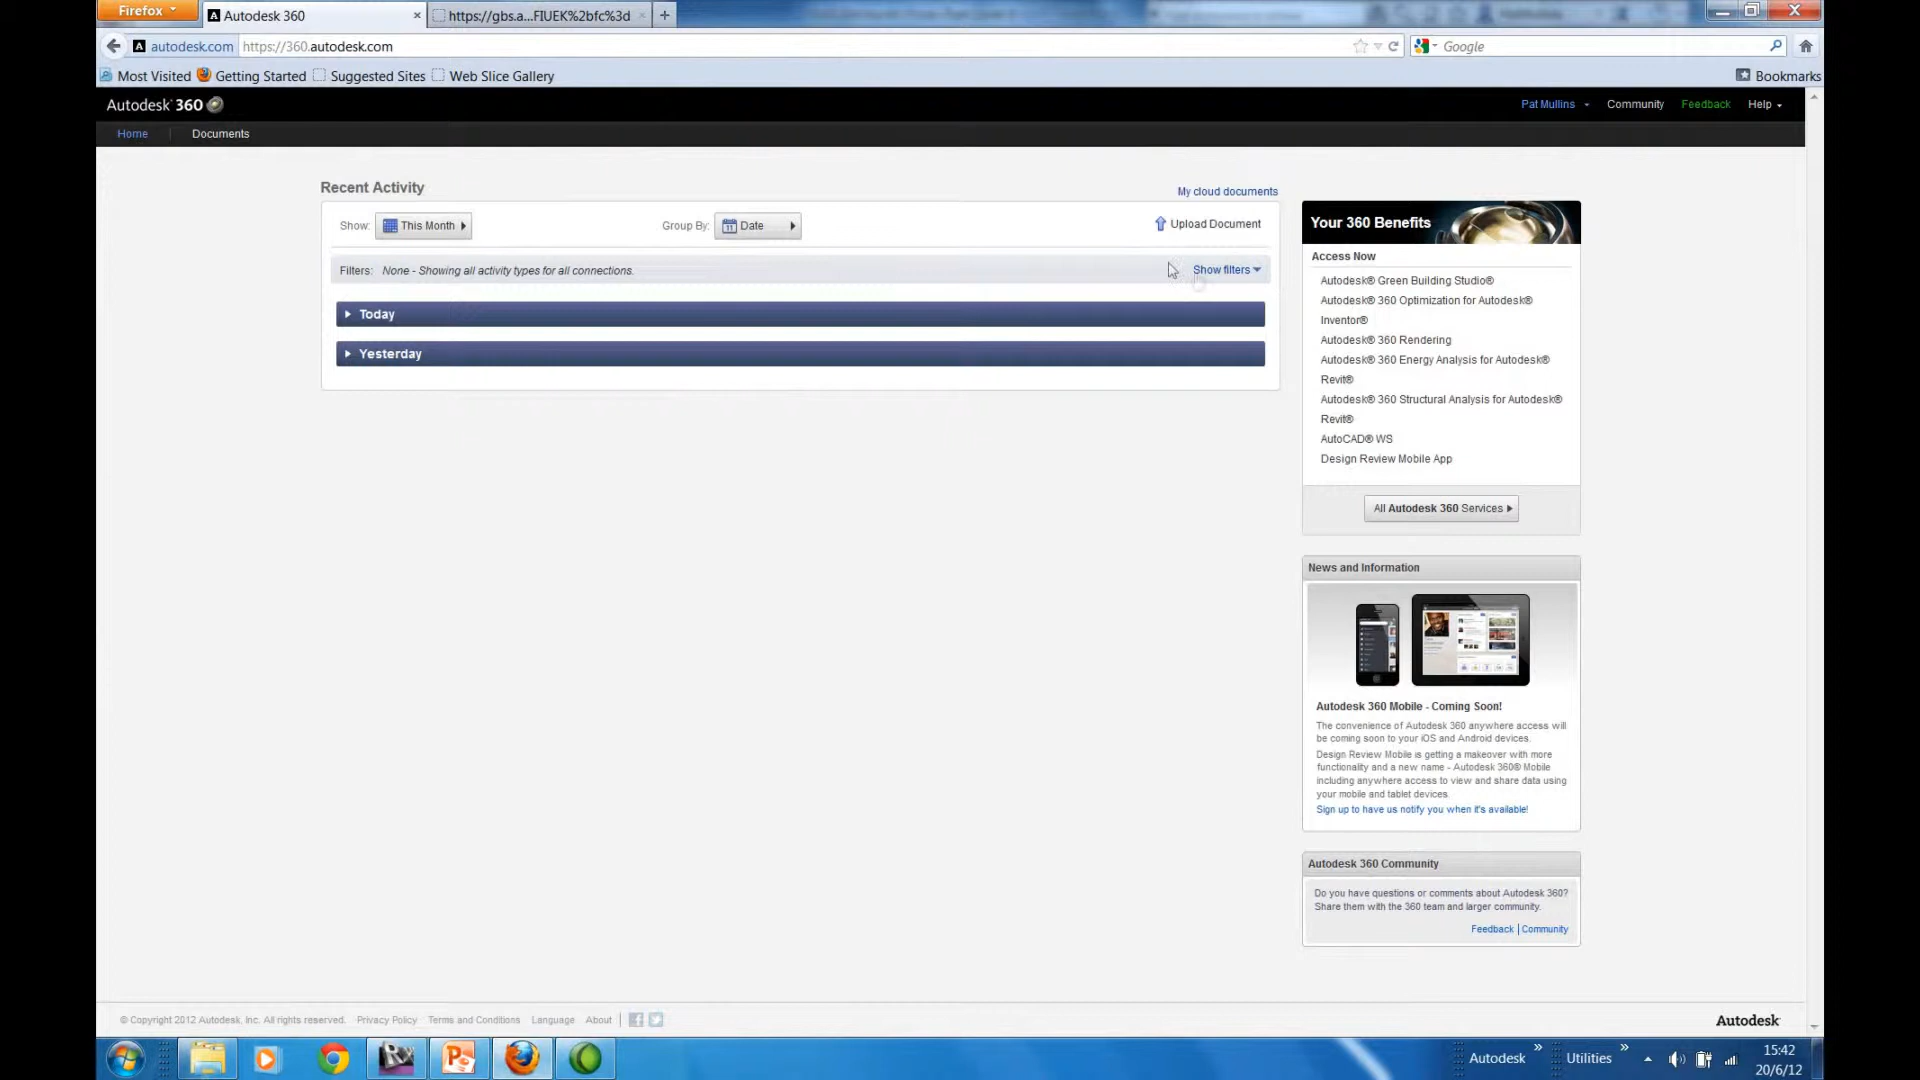 Firefox
Autodesk 360
https://gbs.a...FIUEK%2bfc%3d
autodesk.com
https://360.autodesk.com
Google
Most Visited
Getting Started
Suggested Sites
Web Slice Gallery
Bookmarks
Autodesk 360
Pat Mullins
Community
Feedback
Help
Home
Documents
Recent Activity
My cloud documents
Show:
This Month
Group By:
Date
Upload Document
Filters:
None - Showing all activity types for all connections.
Show filters
Today
Yesterday
Your 360 Benefits
Access Now
Autodesk® Green Building Studio®
Autodesk® 360 Optimization for Autodesk®
Inventor®
Autodesk® 360 Rendering
Autodesk® 360 Energy Analysis for Autodesk®
Revit®
Autodesk® 360 Structural Analysis for Autodesk®
Revit®
AutoCAD® WS
Design Review Mobile App
All Autodesk 360 Services
News and Information
Autodesk 360 Mobile - Coming Soon!
The convenience of Autodesk 360 anywhere access will
be coming soon to your iOS and Android devices.
Design Review Mobile is getting a makeover with more
functionality and a new name - Autodesk 360® Mobile
including anywhere access to view and share data using
your mobile and tablet devices.
Sign up to have us notify you when it's available!
Autodesk 360 Community
Do you have questions or comments about Autodesk 360?
Share them with the 360 team and larger community.
Feedback | Community
© Copyright 2012 Autodesk, Inc. All rights reserved.
Privacy Policy
Terms and Conditions
Language
About
Autodesk
Autodesk
Utilities
15:42
20/6/12